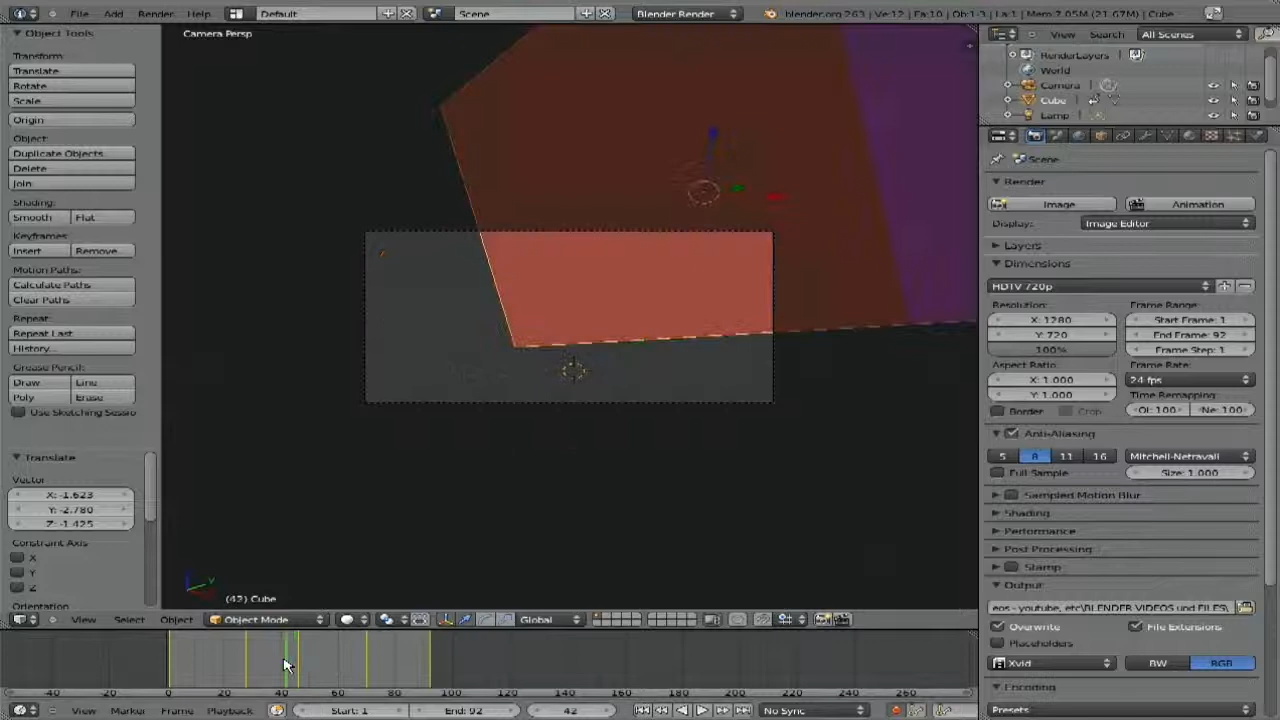 File Add Render Help Default Scene Blender Render blender.org 263 | Ve:12 | Fa:10 | Ob:1-3 | La:1 | Mem:7.05M (21.67M) | Cube
Object Tools
Transform:
Translate
Rotate
Scale
Origin
Object:
Duplicate Objects
Delete
Join
Shading:
Smooth Flat
Keyframes:
Insert Remove
Motion Paths:
Calculate Paths
Clear Paths
Repeat:
Repeat Last
History...
Grease Pencil:
Draw Line
Poly Erase
Use Sketching Sessio
Translate
Vector
X: -1.623
Y: -2.780
Z: -1.425
Constraint Axis
X
Y
Z
Orientation
Camera Persp
(42) Cube
View Select Object Object Mode Global
-40 -20 0 20 40 60 80 100 120 140 160 180 200 220 240 260
View Marker Frame Playback Start: 1 End: 92 42 No Sync
View Search All Scenes
RenderLayers
World
Camera
Cube
Lamp
Scene
Render
Image Animation
Display: Image Editor
Layers
Dimensions
HDTV 720p
Resolution: Frame Range:
X: 1280 Start Frame: 1
Y: 720 End Frame: 92
100% Frame Step: 1
Aspect Ratio: Frame Rate:
X: 1.000 24 fps
Y: 1.000 Time Remapping:
Border Crop Ol: 100 Ne: 100
Anti-Aliasing
5 8 11 16 Mitchell-Netravali
Full Sample Size: 1.000
Sampled Motion Blur
Shading
Performance
Post Processing
Stamp
Output
eos - youtube, etc\BLENDER VIDEOS und FILES\
Overwrite File Extensions
Placeholders
Xvid BW RGB
Encoding
Presets